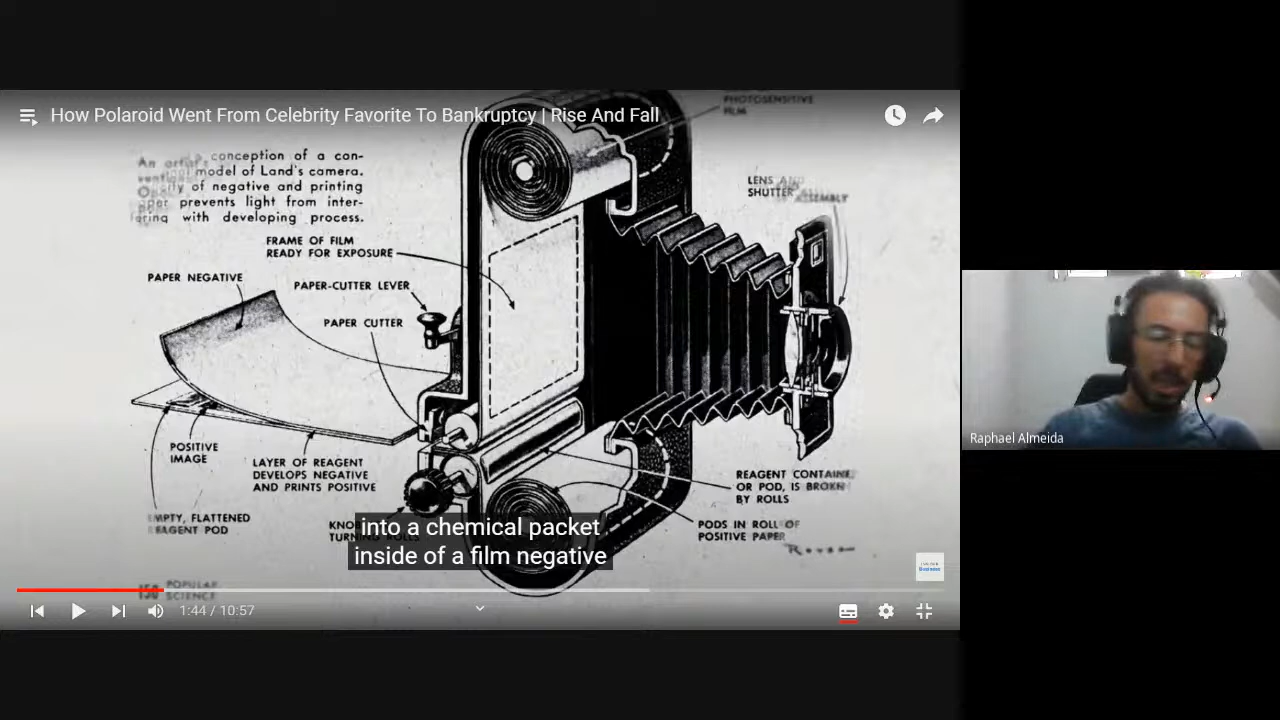 How Polaroid Went From Celebrity Favorite To Bankruptcy | Rise And Fall
PHOTOSENSITIVE
FILM
conception of a con-
model of Land's camera.
of negative and printing
prevents light from inter-
with developing process.
LENS AND
SHUTTER ASSEMBLY
FRAME OF FILM
READY FOR EXPOSURE
PAPER NEGATIVE
PAPER-CUTTER LEVER
PAPER CUTTER
POSITIVE
IMAGE
LAYER OF REAGENT
DEVELOPS NEGATIVE
AND PRINTS POSITIVE
EMPTY, FLATTENED
REAGENT POD
REAGENT CONTAINER,
OR POD, IS BROKEN
BY ROLLS
PODS IN ROLL OF
POSITIVE PAPER
TURNING ROLLS
into a chemical packet
inside of a film negative
150 POPULAR
SCIENCE
1:44 / 10:57
Raphael Almeida